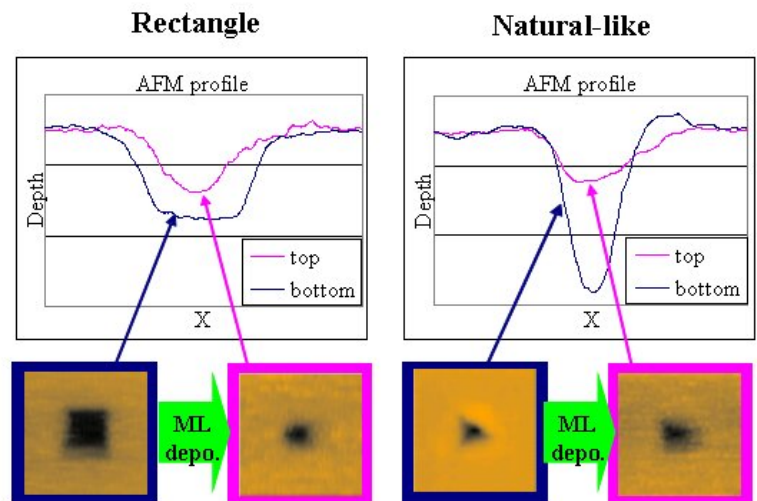 Rectangle
AFM profile
Depth
top
bottom
X
ML
depo.
Natural-like
AFM profile
Depth
top
bottom
X
ML
depo.